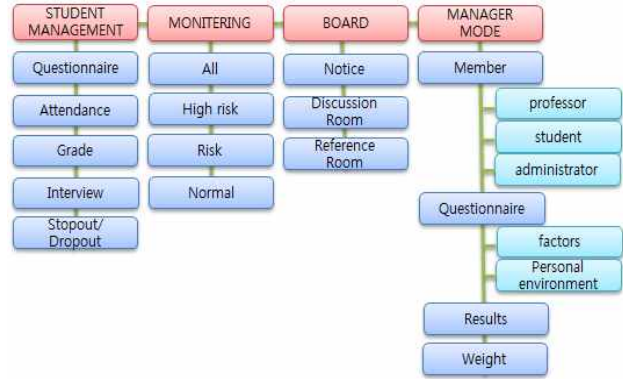 STUDENT
MANAGEMENT
MONITERING
BOARD
MANAGER
MODE
Questionnaire
Attendance
Grade
Interview
Stopout/
Dropout
All
High risk
Risk
Normal
Notice
Discussion
Room
Reference
Room
Member
professor
student
administrator
Questionnaire
factors
Personal
environment
Results
Weight